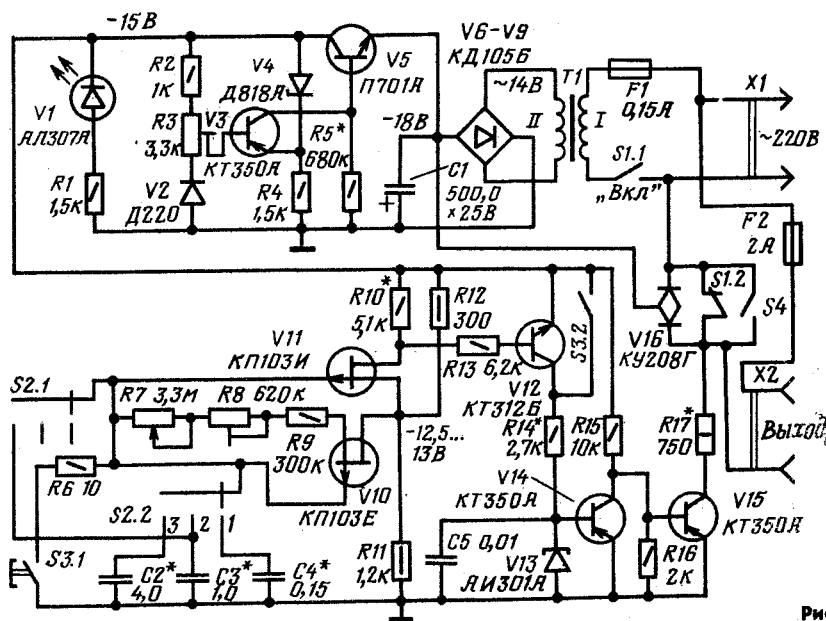 -15В
V6-V9
КД105Б
R2
1К
V4
V5
П701А
~14В
T1
F1
0,15А
X1
V1
АЛ307А
Д818А
V3
R3
3,3К
КТ350А
R5*
680К
-18В
II
I
S1.1
~220В
„Вкл"
R1
1,5К
V2
Д220
R4
1,5К
C1
500,0
×25В
+
F2
2А
R10*
5,1К
R12
300
S3.2
S1.2
S4
V16
КУ208Г
V11
КП103И
R13 6,2К
V12
КТ312Б
X2
S2.1
R7 3,3М
R8 620К
R9
300К
-12,5...
13В
R14*
2,7К
R15
10К
R17*
750
Выход
R6 10
V10
КП103Е
V14
КТ350А
V15
КТ350А
S2.2
3 2 1
S3.1
C2*
4,0
C3*
1,0
C4*
0,15
R11
1,2К
C5 0,01
V13
АИ301А
R16
2К